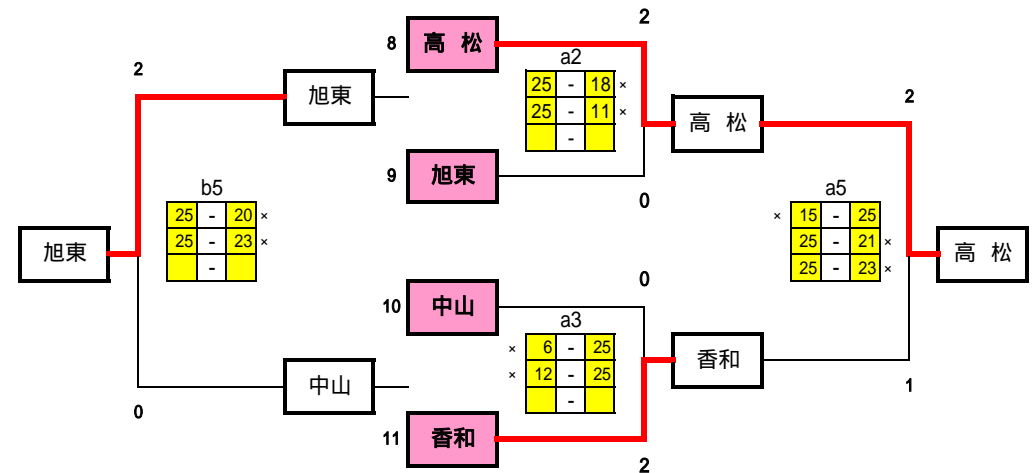 2
8
高 松
a2
25 - 18 ×
25 - 11 ×
-
2
旭東
高 松
2
9
旭東
0
b5
25 - 20 ×
25 - 23 ×
-
a5
× 15 - 25
25 - 21 ×
25 - 23 ×
旭東
高 松
10
中山
0
a3
× 6 - 25
× 12 - 25
-
中山
香和
0
1
11
香和
2